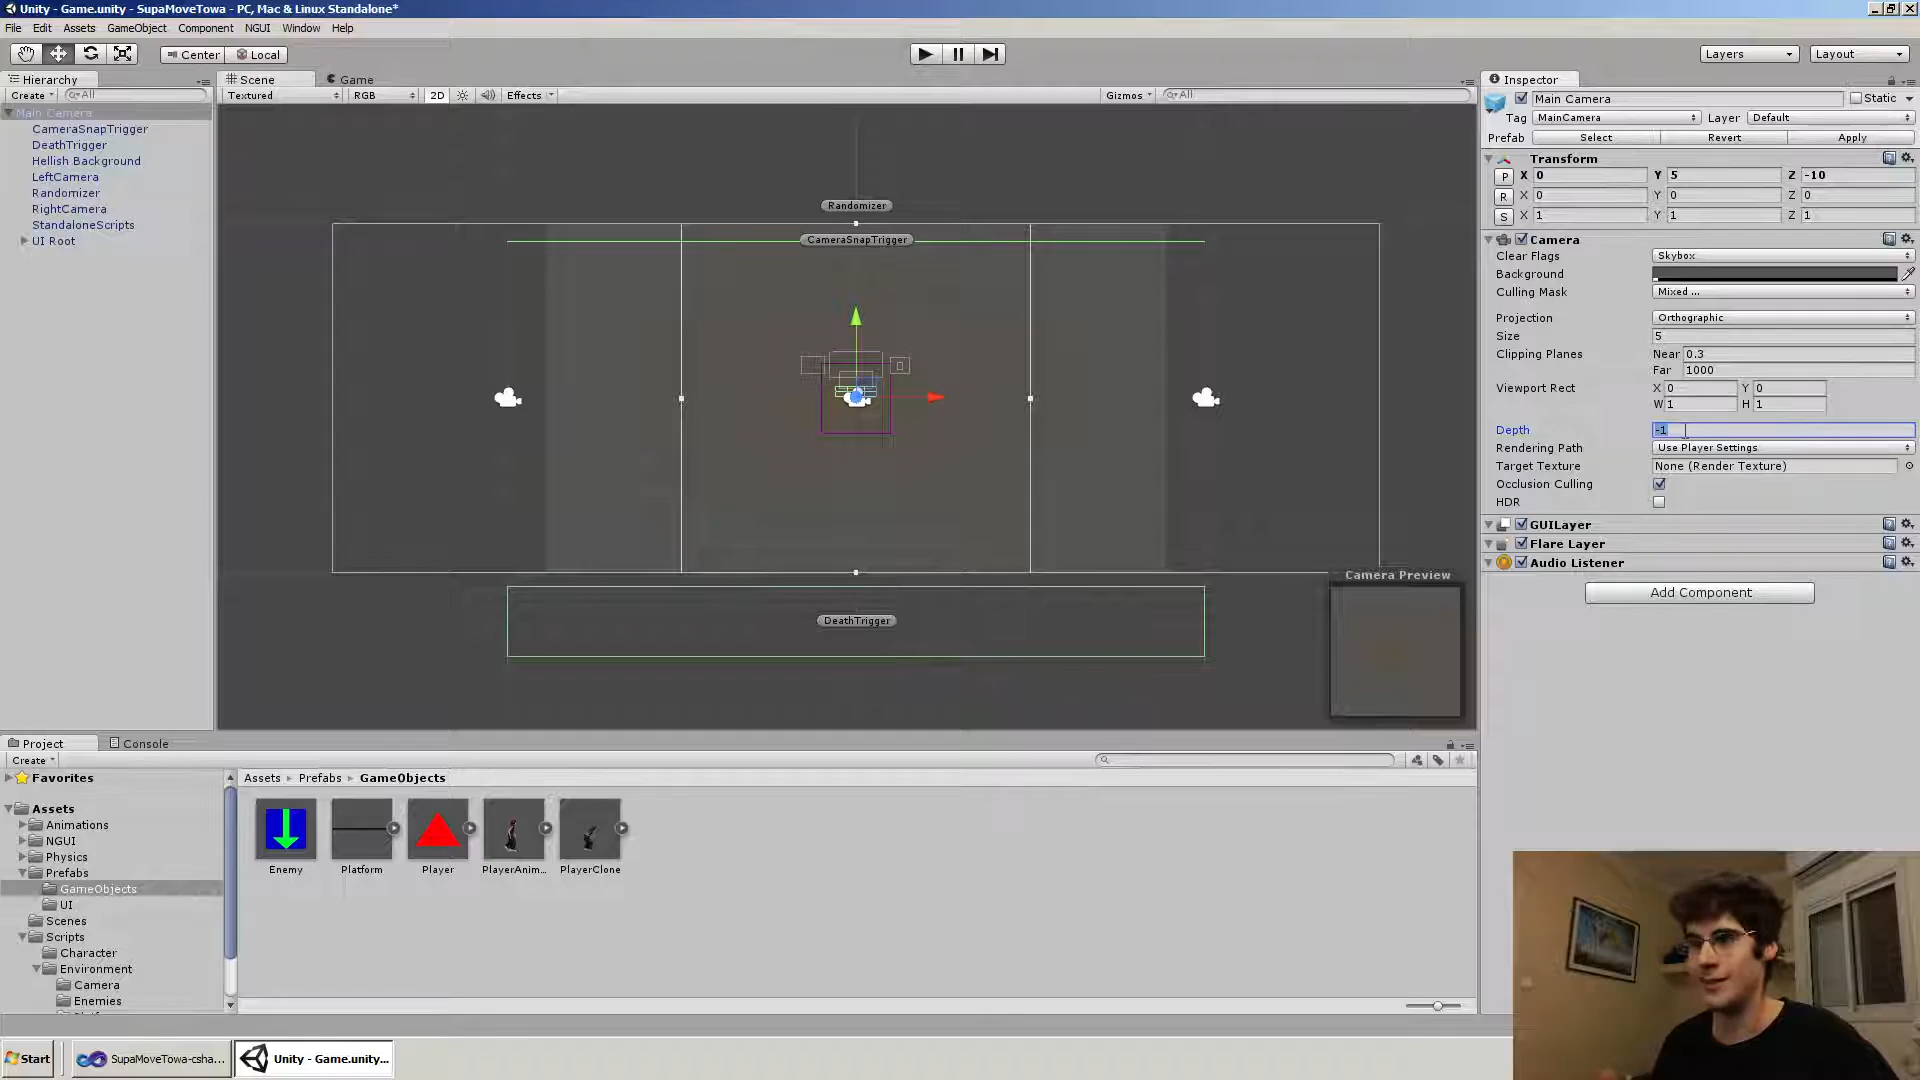 Unity - Game.unity - SupaMoveTowa - PC, Mac & Linux Standalone*
File Edit Assets GameObject Component NGUI Window Help
Center Local Layers Layout
Hierarchy
Create All
Main Camera
CameraSnapTrigger
DeathTrigger
Hellish Background
LeftCamera
Randomizer
RightCamera
StandaloneScripts
UI Root
Scene Game
Textured RGB 2D Effects Gizmos All
Randomizer
CameraSnapTrigger
DeathTrigger
Camera Preview
Inspector
Main Camera Static
Tag MainCamera Layer Default
Prefab Select Revert Apply
Transform
P X 0 Y 5 Z -10
R X 0 Y 0 Z 0
S X 1 Y 1 Z 1
Camera
Clear Flags Skybox
Background
Culling Mask Mixed ...
Projection Orthographic
Size 5
Clipping Planes Near 0.3
Far 1000
Viewport Rect X 0 Y 0
W 1 H 1
Depth -1
Rendering Path Use Player Settings
Target Texture None (Render Texture)
Occlusion Culling
HDR
GUILayer
Flare Layer
Audio Listener
Add Component
Project Console
Create
Favorites
Assets
Animations
NGUI
Physics
Prefabs
GameObjects
UI
Scenes
Scripts
Character
Environment
Camera
Enemies
Assets Prefabs GameObjects
Enemy Platform Player PlayerAnim... PlayerClone
Start SupaMoveTowa-csha... Unity - Game.unity...